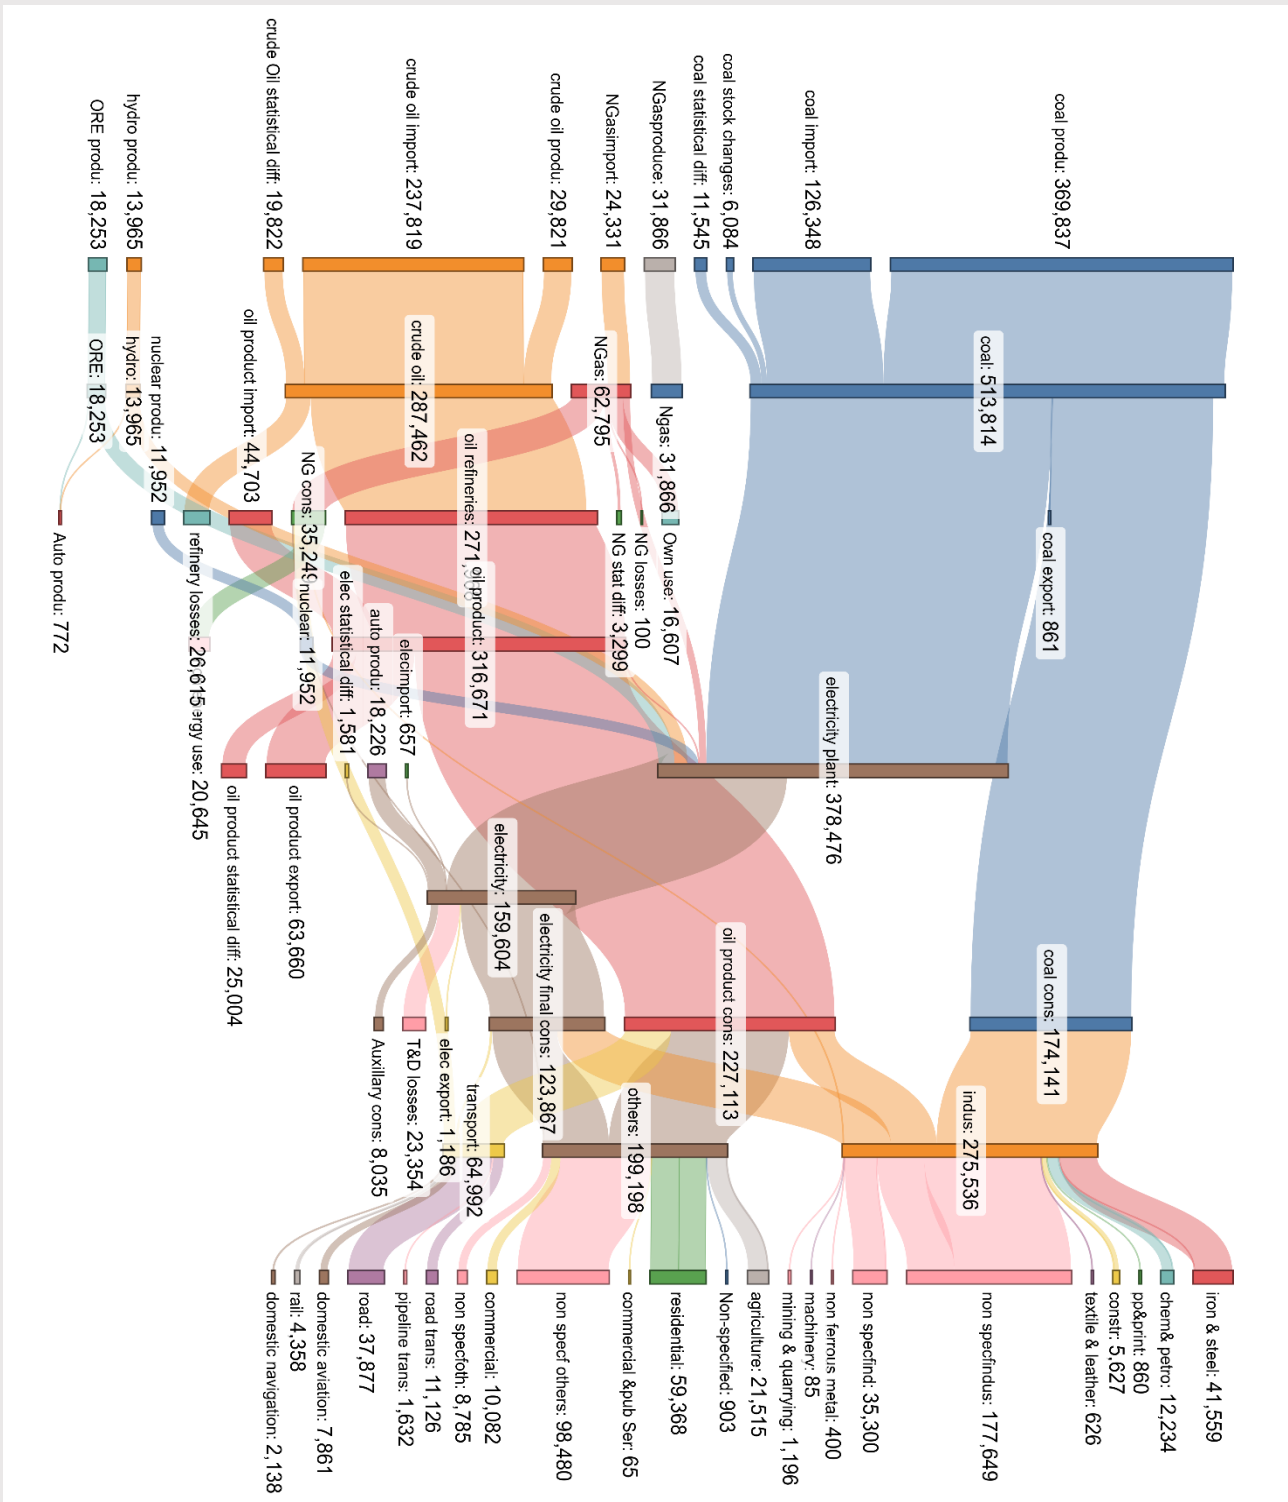 coal produ: 369,837
coal import: 126,348
coal stock changes: 6,084
coal statistical diff: 11,545
NGasproduce: 31,866
NGasimport: 24,331
crude oil produ: 29,821
crude oil import: 237,819
crude Oil statistical diff: 19,822
hydro produ: 13,965
ORE produ: 18,253
coal: 513,814
Ngas: 31,866
NGas: 62,795
crude oil: 287,462
hydro: 13,965
ORE: 18,253
coal export: 861
Own use: 16,607
NG losses: 100
NG stat diff: 3,299
oil refineries: 271,
NG cons: 35,249
oil product import: 44,703
refinery losses: 26,615
nuclear produ: 11,952
Auto produ: 772
oil product: 316,671
nuclear: 11,952
ergy use: 20,645
electricity plant: 378,476
elecimport: 657
auto produ: 18,226
elec statistical diff: 1,581
oil product export: 63,660
oil product statistical diff: 25,004
electricity: 159,604
coal cons: 174,141
oil product cons: 227,113
electricity final cons: 123,867
elec export: 1,186
T&D losses: 23,354
Auxillary cons: 8,035
indus: 275,536
others: 199,198
transport: 64,992
iron & steel: 41,559
chem& petro: 12,234
pp&print: 860
constr: 5,627
textile & leather: 626
non specfindus: 177,649
non specfind: 35,300
non ferrous metal: 400
machinery: 85
mining & quarrying: 1,196
agriculture: 21,515
Non-specified: 903
residential: 59,368
commercial &pub Ser: 65
non specf others: 98,480
commercial: 10,082
non specfoth: 8,785
road trans: 11,126
pipeline trans: 1,632
road: 37,877
domestic aviation: 7,861
rail: 4,358
domestic navigation: 2,138